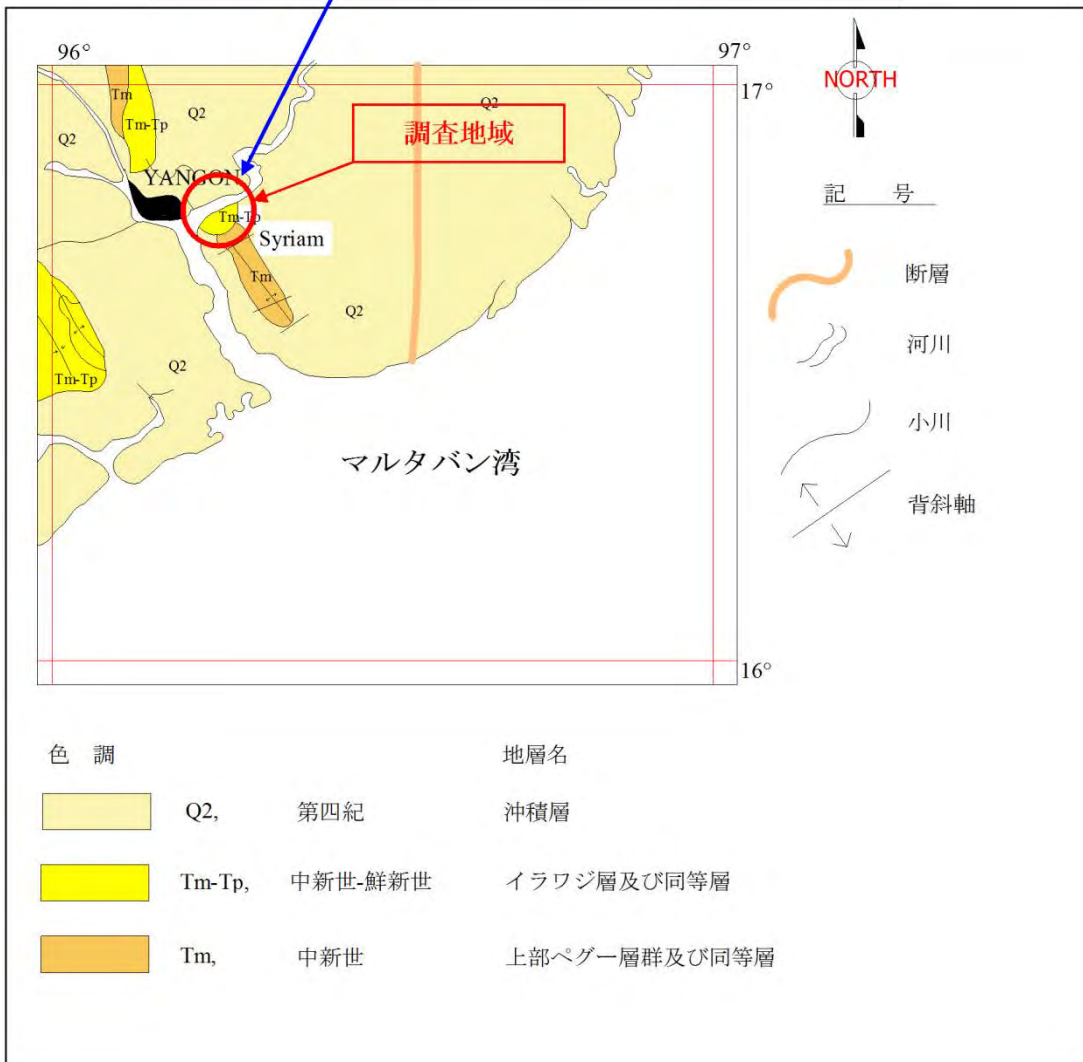 96°
97°
17°
NORTH
Tm
Q2
Q2
Tm-Tp
調査地域
Q2
YANGON
Tm-Tp
Syriam
記 号
Tm
断層
Q2
河川
Q2
Tm-Tp
小川
マルタバン湾
背斜軸
16°
色 調 地層名
Q2, 第四紀 沖積層
Tm-Tp, 中新世-鮮新世 イラワジ層及び同等層
Tm, 中新世 上部ペグー層群及び同等層